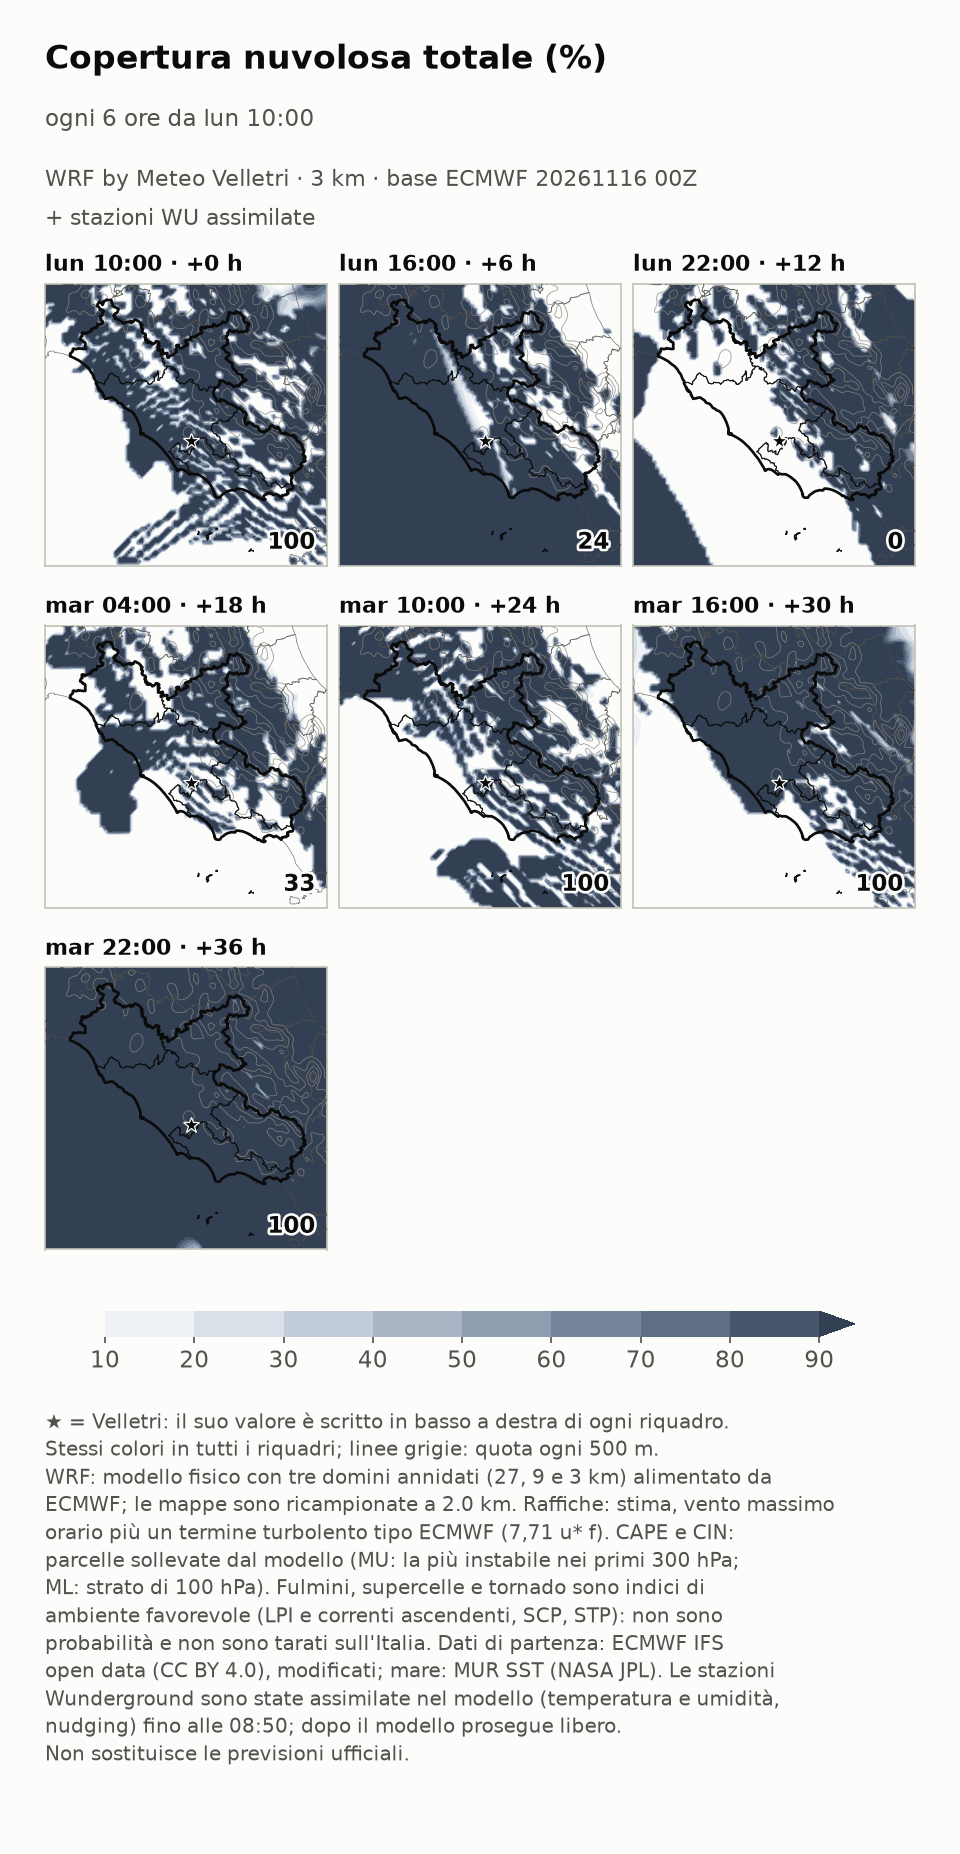 Copertura nuvolosa totale (%)
ogni 6 ore da lun 10:00
WRF by Meteo Velletri · 3 km · base ECMWF 20261116 00Z
+ stazioni WU assimilate
lun 10:00 · +0 h
lun 16:00 · +6 h
lun 22:00 · +12 h
100
24
0
mar 04:00 · +18 h
mar 10:00 · +24 h
mar 16:00 · +30 h
33
100
100
mar 22:00 · +36 h
100
10 20 30 40 50 60 70 80 90
★ = Velletri: il suo valore è scritto in basso a destra di ogni riquadro.
Stessi colori in tutti i riquadri; linee grigie: quota ogni 500 m.
WRF: modello fisico con tre domini annidati (27, 9 e 3 km) alimentato da
ECMWF; le mappe sono ricampionate a 2.0 km. Raffiche: stima, vento massimo
orario più un termine turbolento tipo ECMWF (7,71 u* f). CAPE e CIN:
parcelle sollevate dal modello (MU: la più instabile nei primi 300 hPa;
ML: strato di 100 hPa). Fulmini, supercelle e tornado sono indici di
ambiente favorevole (LPI e correnti ascendenti, SCP, STP): non sono
probabilità e non sono tarati sull'Italia. Dati di partenza: ECMWF IFS
open data (CC BY 4.0), modificati; mare: MUR SST (NASA JPL). Le stazioni
Wunderground sono state assimilate nel modello (temperatura e umidità,
nudging) fino alle 08:50; dopo il modello prosegue libero.
Non sostituisce le previsioni ufficiali.